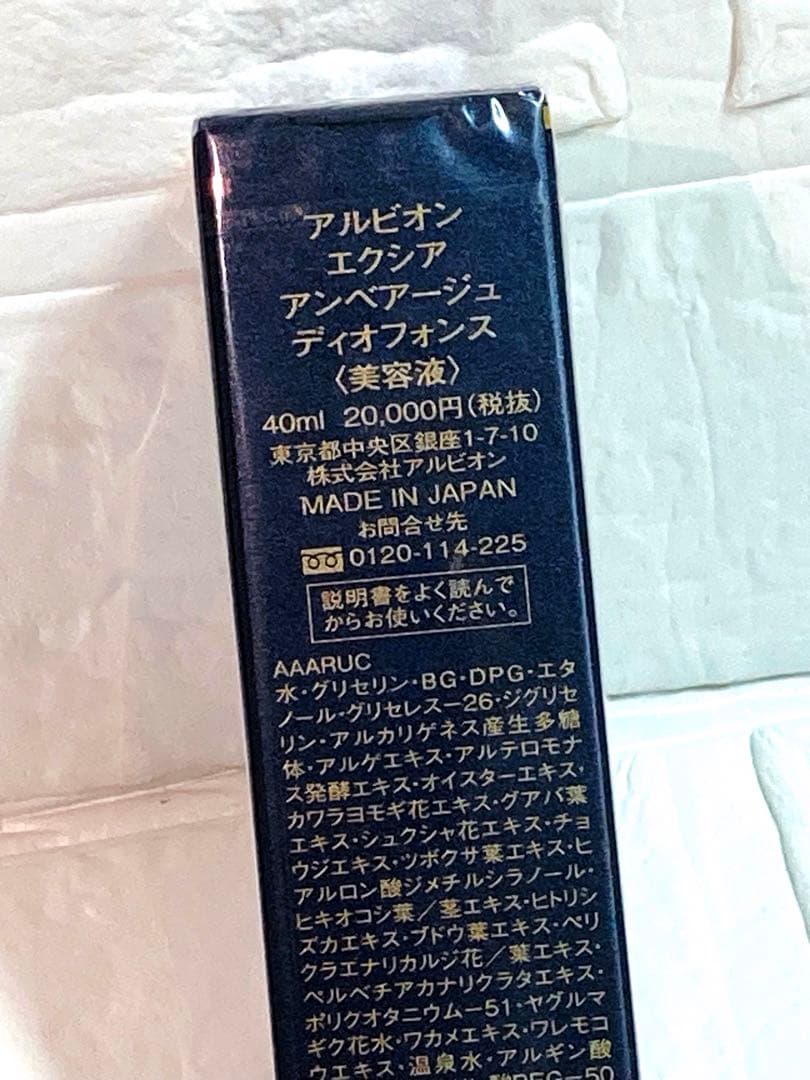 アルビオン
エクシア
アンベアージュ
ディオフォンス
〈美容液〉
40ml 20,000円(税抜)
東京都中央区銀座1-7-10
株式会社アルビオン
MADE IN JAPAN
お問合せ先
0120-114-225
説明書をよく読んで
からお使いください。
AAARUC
水・グリセリン・BG・DPG・エタ
ノール・グリセレス－26・ジグリセ
リン・アルカリゲネス産生多糖
体・アルゲエキス・アルテロモナ
ス発酵エキス・オイスターエキス・
カワラヨモギ花エキス・グアバ葉
エキス・シュクシャ花エキス・チョ
ウジエキス・ツボクサ葉エキス・ヒ
アルロン酸ジメチルシラノール・
ヒキオコシ葉／茎エキス・ヒトリシ
ズカエキス・ブドウ葉エキス・ペリ
クラエナリカルジ花／葉エキス・
ペルベチアカナリクラタエキス・
ポリクオタニウム－51・ヤグルマ
ギク花水・ワカメエキス・ワレモコ
ウエキス・温泉水・アルギン酸
酸PEG－50